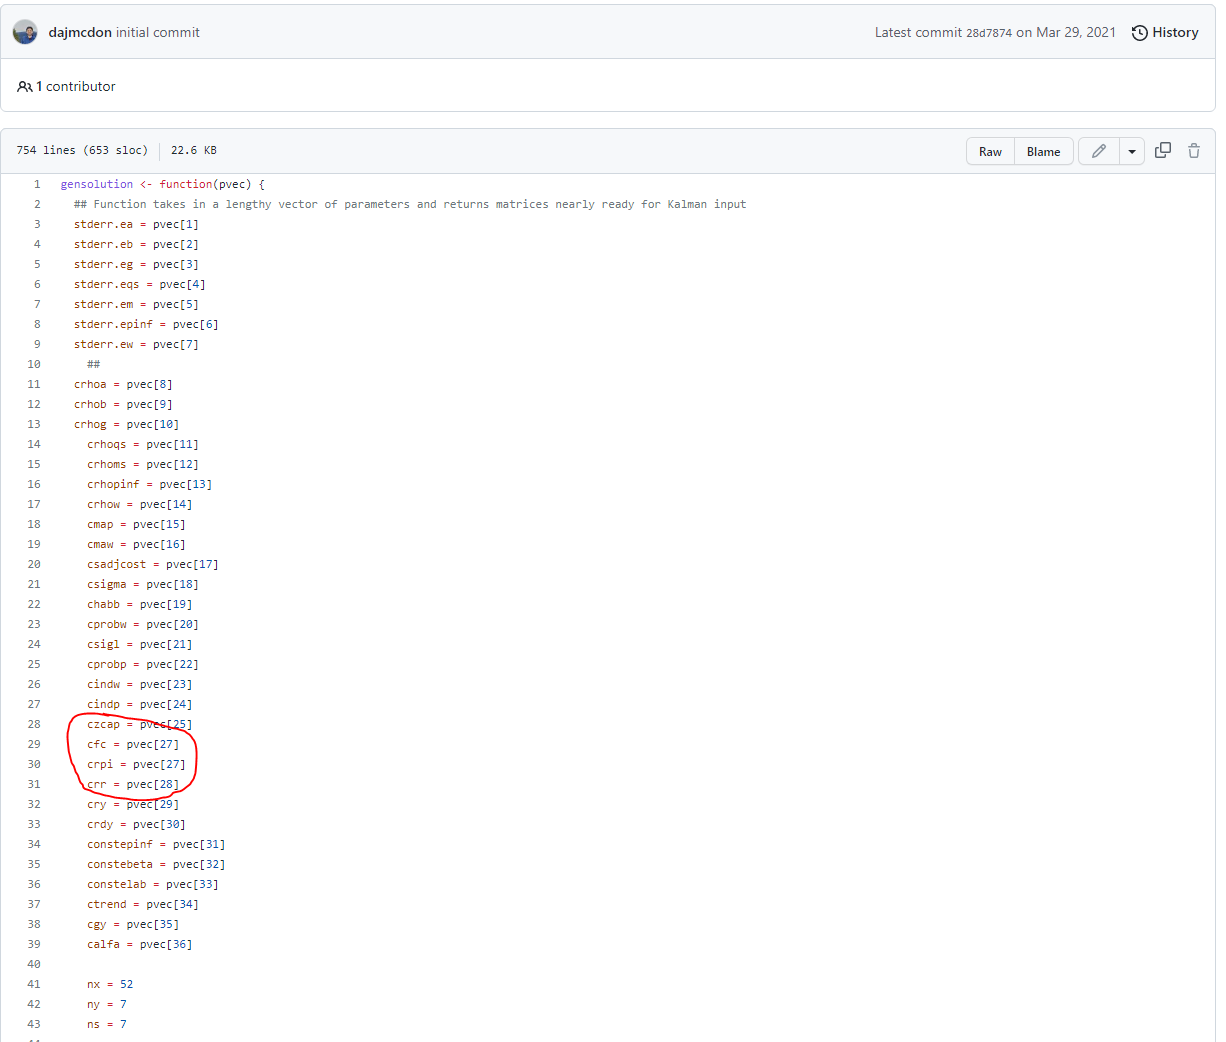 dajmcdon initial commit Latest commit 28d7874 on Mar 29, 2021 History
1 contributor
754 lines (653 sloc) 22.6 KB Raw Blame
1 gensolution <- function(pvec) {
2 ## Function takes in a lengthy vector of parameters and returns matrices nearly ready for Kalman input
3 stderr.ea = pvec[1]
4 stderr.eb = pvec[2]
5 stderr.eg = pvec[3]
6 stderr.eqs = pvec[4]
7 stderr.em = pvec[5]
8 stderr.epinf = pvec[6]
9 stderr.ew = pvec[7]
10 ##
11 crhoa = pvec[8]
12 crhob = pvec[9]
13 crhog = pvec[10]
14 crhoqs = pvec[11]
15 crhoms = pvec[12]
16 crhopinf = pvec[13]
17 crhow = pvec[14]
18 cmap = pvec[15]
19 cmaw = pvec[16]
20 csadjcost = pvec[17]
21 csigma = pvec[18]
22 chabb = pvec[19]
23 cprobw = pvec[20]
24 csigl = pvec[21]
25 cprobp = pvec[22]
26 cindw = pvec[23]
27 cindp = pvec[24]
28 czcap = pvec[25]
29 cfc = pvec[27]
30 crpi = pvec[27]
31 crr = pvec[28]
32 cry = pvec[29]
33 crdy = pvec[30]
34 constepinf = pvec[31]
35 constebeta = pvec[32]
36 constelab = pvec[33]
37 ctrend = pvec[34]
38 cgy = pvec[35]
39 calfa = pvec[36]
40
41 nx = 52
42 ny = 7
43 ns = 7